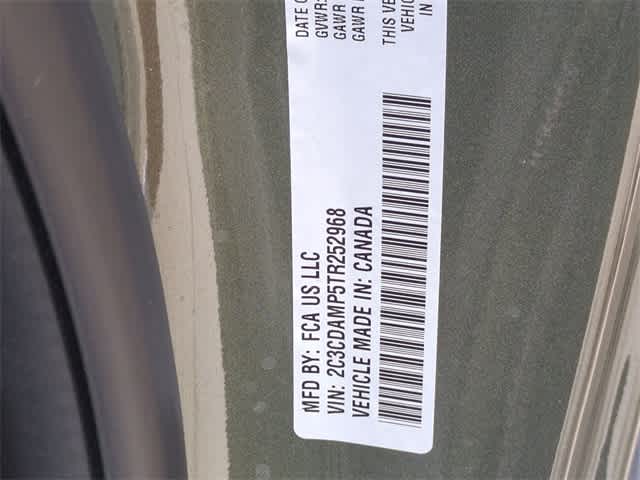 DATE O
GVWR:
GAWR
GAWR
THIS VE
VEHIC
IN
MFD BY: FCA US LLC
VIN: 2C3CDAMP5TR252968
VEHICLE MADE IN: CANADA